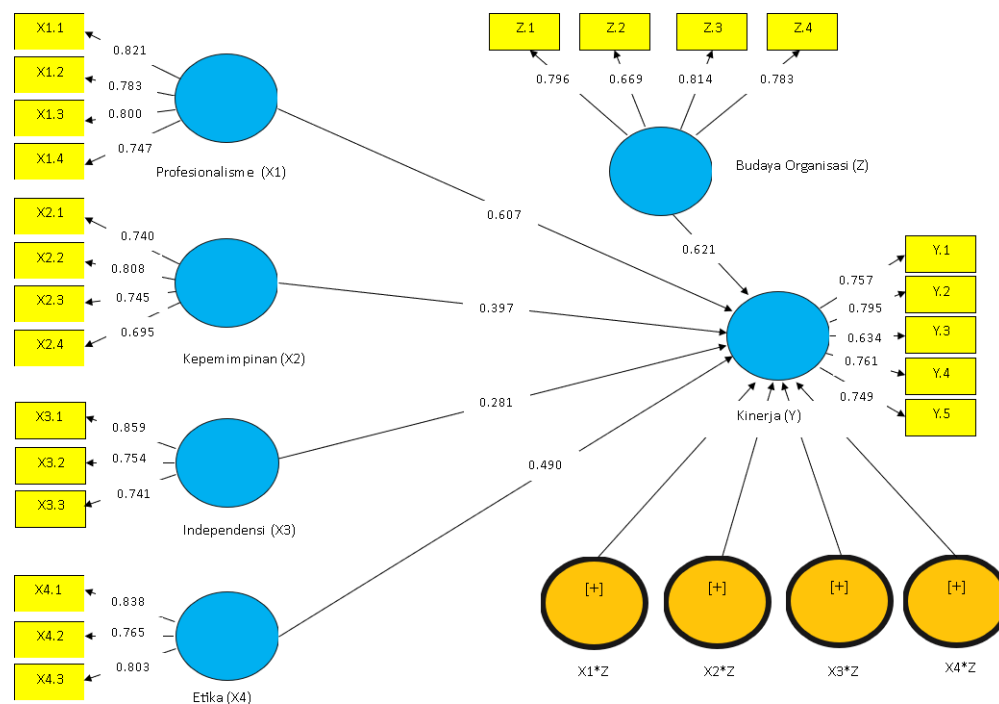 X1.1
0.821
X1.2
0.783
X1.3
0.800
X1.4
0.747
Profesionalisme (X1)
Z.1
Z.2
Z.3
Z.4
0.796
0.669
0.814
0.783
Budaya Organisasi (Z)
0.607
0.621
X2.1
0.740
X2.2
0.808
X2.3
0.745
X2.4
0.695
Kepemimpinan (X2)
0.397
Y.1
0.757
Y.2
0.795
Y.3
0.634
Y.4
0.761
Y.5
0.749
Kinerja (Y)
X3.1
0.859
X3.2
0.754
X3.3
0.741
Independensi (X3)
0.281
0.490
X4.1
0.838
X4.2
0.765
X4.3
0.803
Etika (X4)
[+]
[+]
[+]
[+]
X1*Z
X2*Z
X3*Z
X4*Z